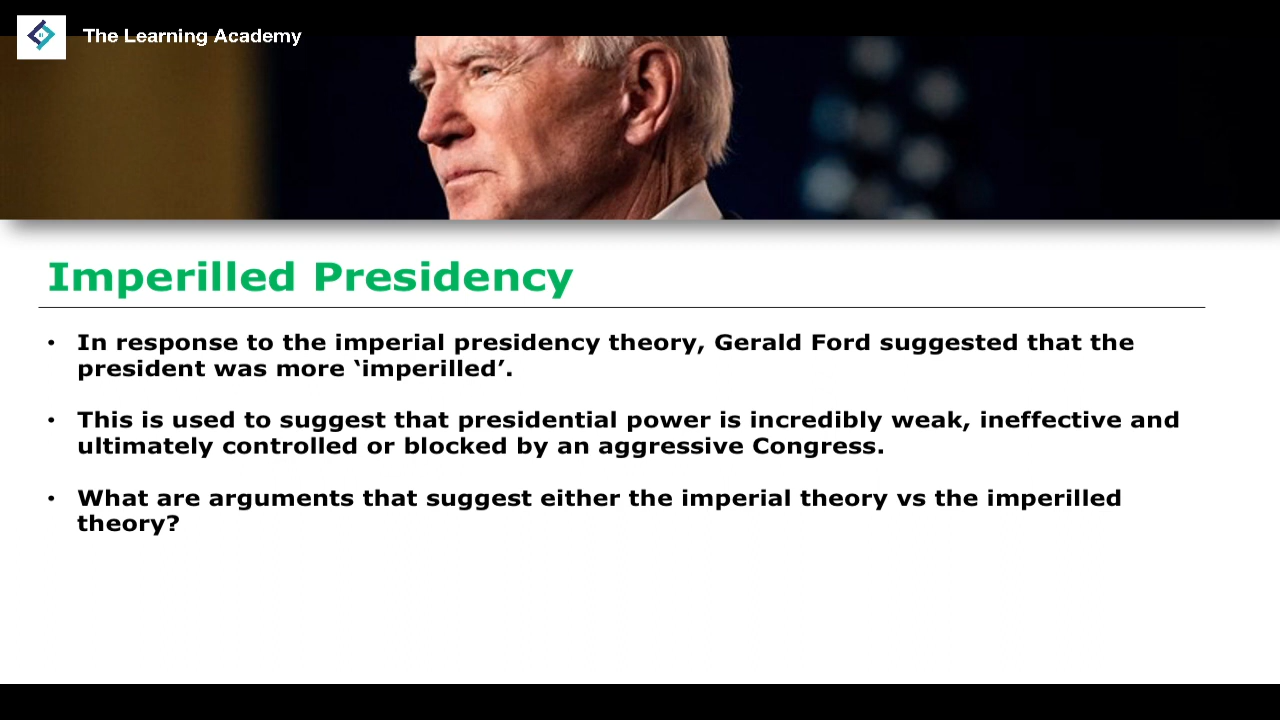 The Learning Academy
Imperilled Presidency
• In response to the imperial presidency theory, Gerald Ford suggested that the
president was more ‘imperilled’.
• This is used to suggest that presidential power is incredibly weak, ineffective and
ultimately controlled or blocked by an aggressive Congress.
• What are arguments that suggest either the imperial theory vs the imperilled
theory?